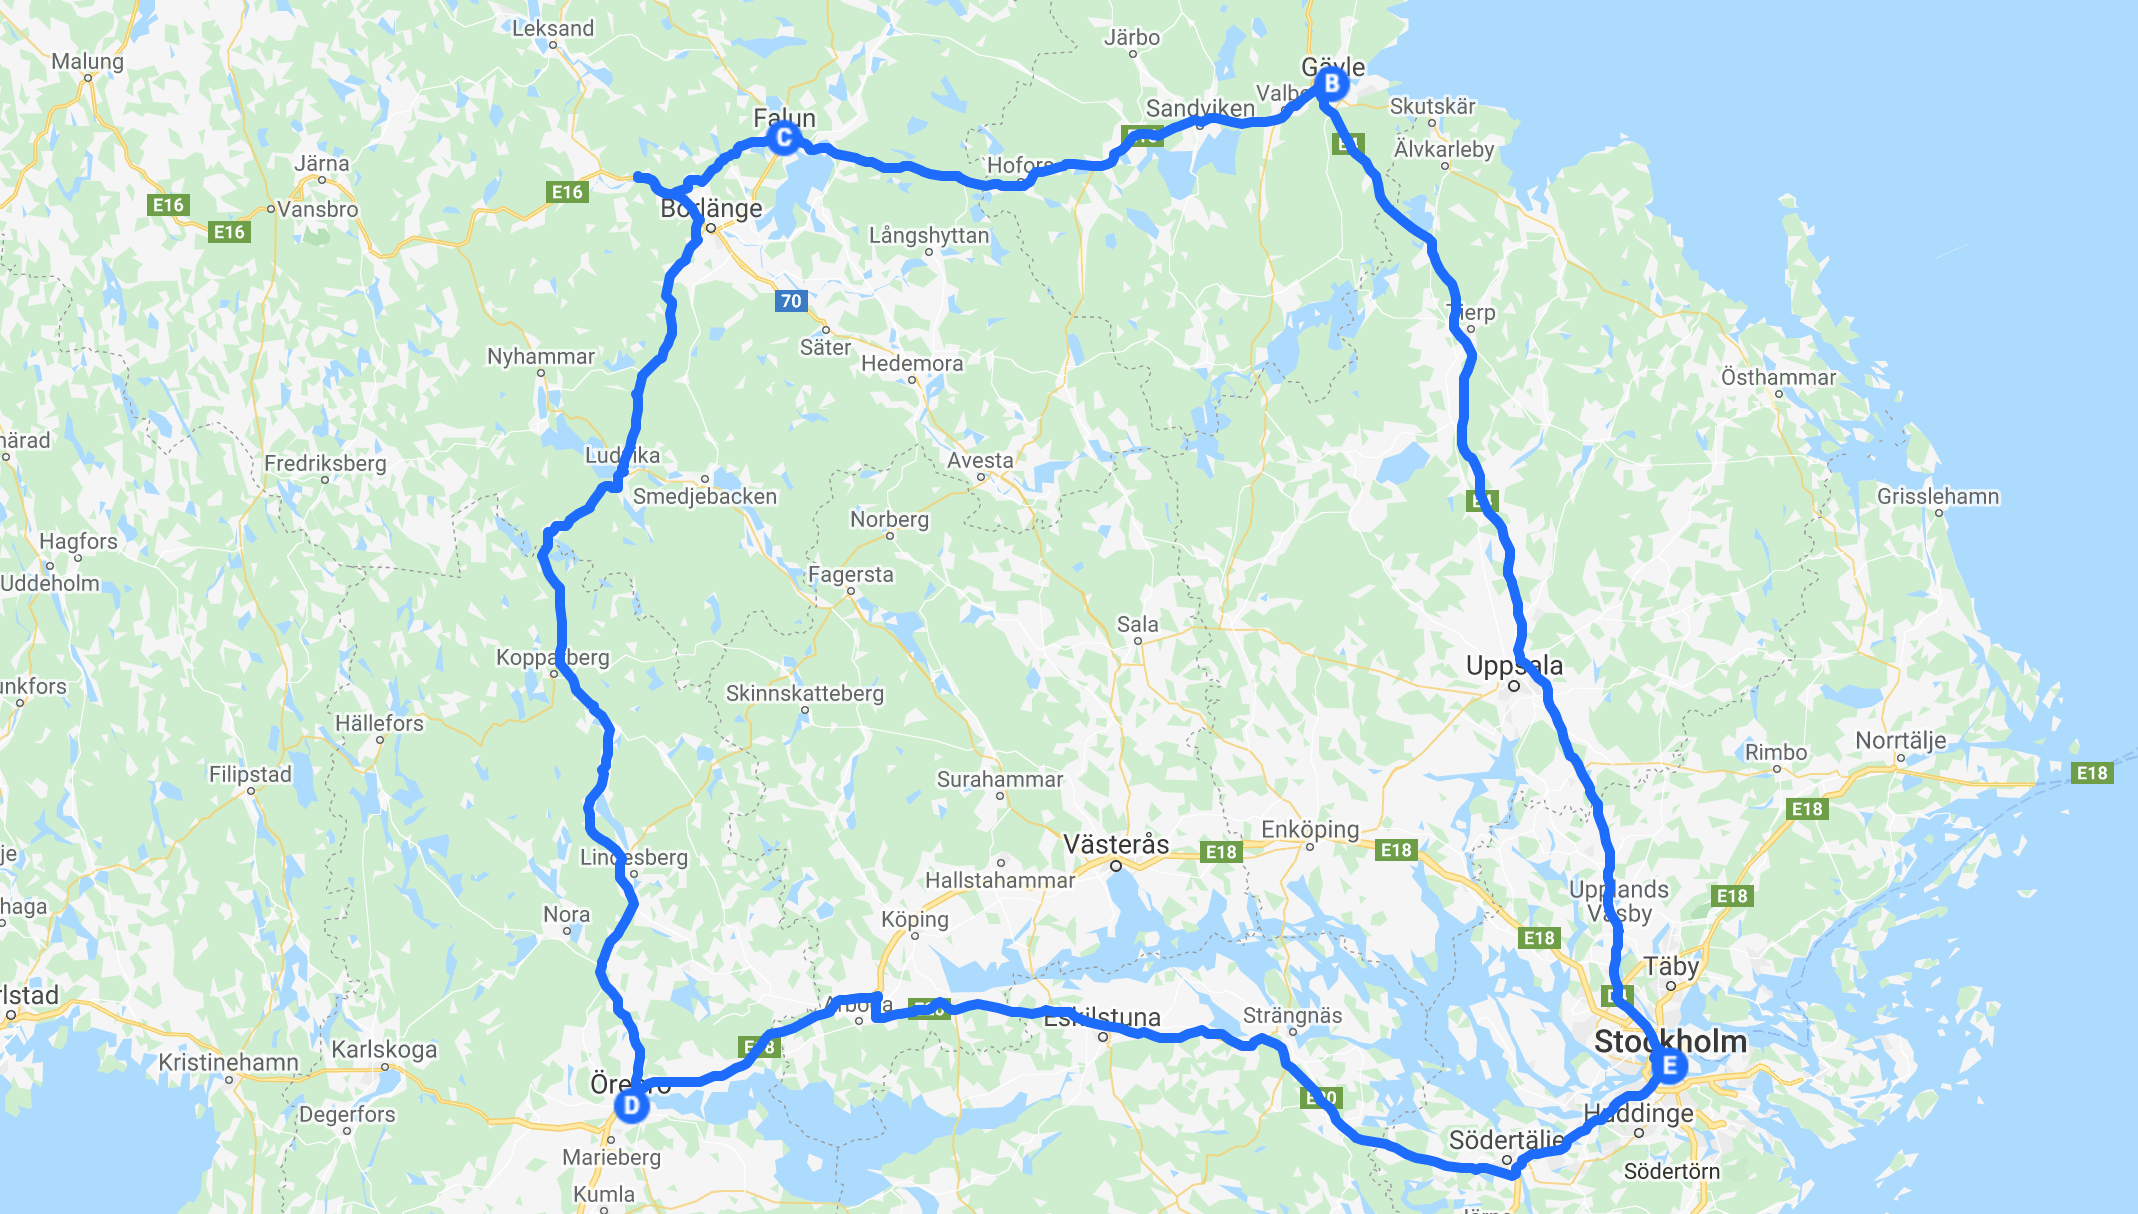 Leksand
Järbo
Malung
Gävle
B
Valbo
Skutskär
Sandviken
Falun
C
Älvkarleby
Järna
Hofors
E16
E16
Vansbro
E16
Borlänge
Långshyttan
70
Tierp
Säter
Nyhammar
Hedemora
Östhammar
Ludvika
Fredriksberg
Avesta
Smedjebacken
Grisslehamn
Norberg
Hagfors
Uddeholm
Fagersta
Sala
Kopparberg
Uppsala
unkfors
Skinnskatteberg
Hällefors
Norrtälje
Rimbo
Filipstad
Surahammar
E18
E18
Enköping
Västerås
E18
E18
je
Lindesberg
Hallstahammar
Upplands
Väsby
E18
haga
Nora
Köping
E18
Täby
rlstad
Arboga
Strängnäs
Eskilstuna
Stockholm
E
Karlskoga
E18
Kristinehamn
Örebro
D
E20
Degerfors
Huddinge
Södertälje
Marieberg
Södertörn
Kumla